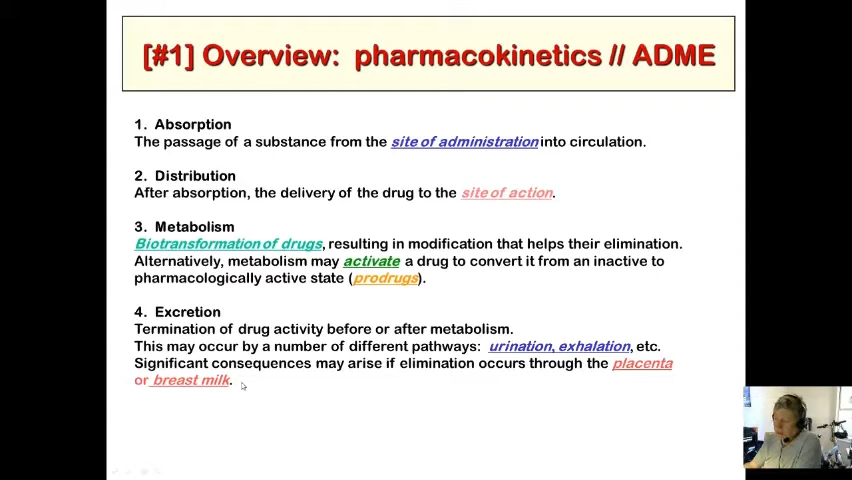 [#1] Overview: pharmacokinetics // ADME
1. Absorption
The passage of a substance from the site of administration into circulation.
2. Distribution
After absorption, the delivery of the drug to the site of action.
3. Metabolism
Biotransformation of drugs, resulting in modification that helps their elimination.
Alternatively, metabolism may activate a drug to convert it from an inactive to
pharmacologically active state (prodrugs).
4. Excretion
Termination of drug activity before or after metabolism.
This may occur by a number of different pathways: urination, exhalation, etc.
Significant consequences may arise if elimination occurs through the placenta
or breast milk.